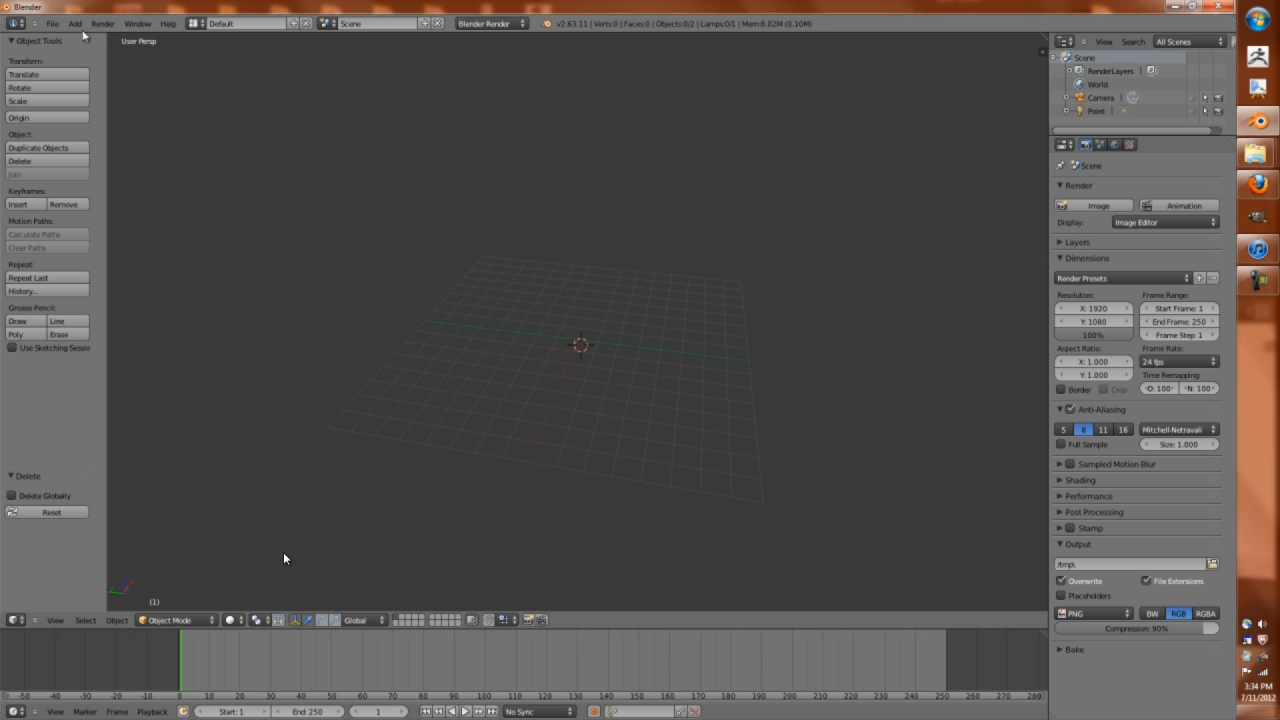 Blender
File Add Render Window Help Default Scene Blender Render v2.63.11 | Verts:0 | Faces:0 | Objects:0/2 | Lamps:0/1 | Mem:8.02M (0.10M)
Object Tools
User Persp
Transform:
Translate
Rotate
Scale
Origin
Object:
Duplicate Objects
Delete
Join
Keyframes:
Insert Remove
Motion Paths:
Calculate Paths
Clear Paths
Repeat:
Repeat Last
History...
Grease Pencil:
Draw Line
Poly Erase
Use Sketching Sessio
Delete
Delete Globally
Reset
(1)
View Select Object Object Mode Global
-50 -40 -30 -20 -10 0 10 20 30 40 50 60 70 80 90 100 110 120 130 140 150 160 170 180 190 200 210 220 230 240 250 260 270 280
View Marker Frame Playback Start: 1 End: 250 1 No Sync
View Search All Scenes
Scene
RenderLayers
World
Camera
Point
Scene
Render
Image Animation
Display: Image Editor
Layers
Dimensions
Render Presets
Resolution: Frame Range:
X: 1920 Start Frame: 1
Y: 1080 End Frame: 250
100% Frame Step: 1
Aspect Ratio: Frame Rate:
X: 1.000 24 fps
Y: 1.000 Time Remapping:
Border Crop O: 100 N: 100
Anti-Aliasing
5 8 11 16 Mitchell-Netravali
Full Sample Size: 1.000
Sampled Motion Blur
Shading
Performance
Post Processing
Stamp
Output
/tmp\
Overwrite File Extensions
Placeholders
PNG BW RGB RGBA
Compression: 90%
Bake
3:34 PM
7/11/2012